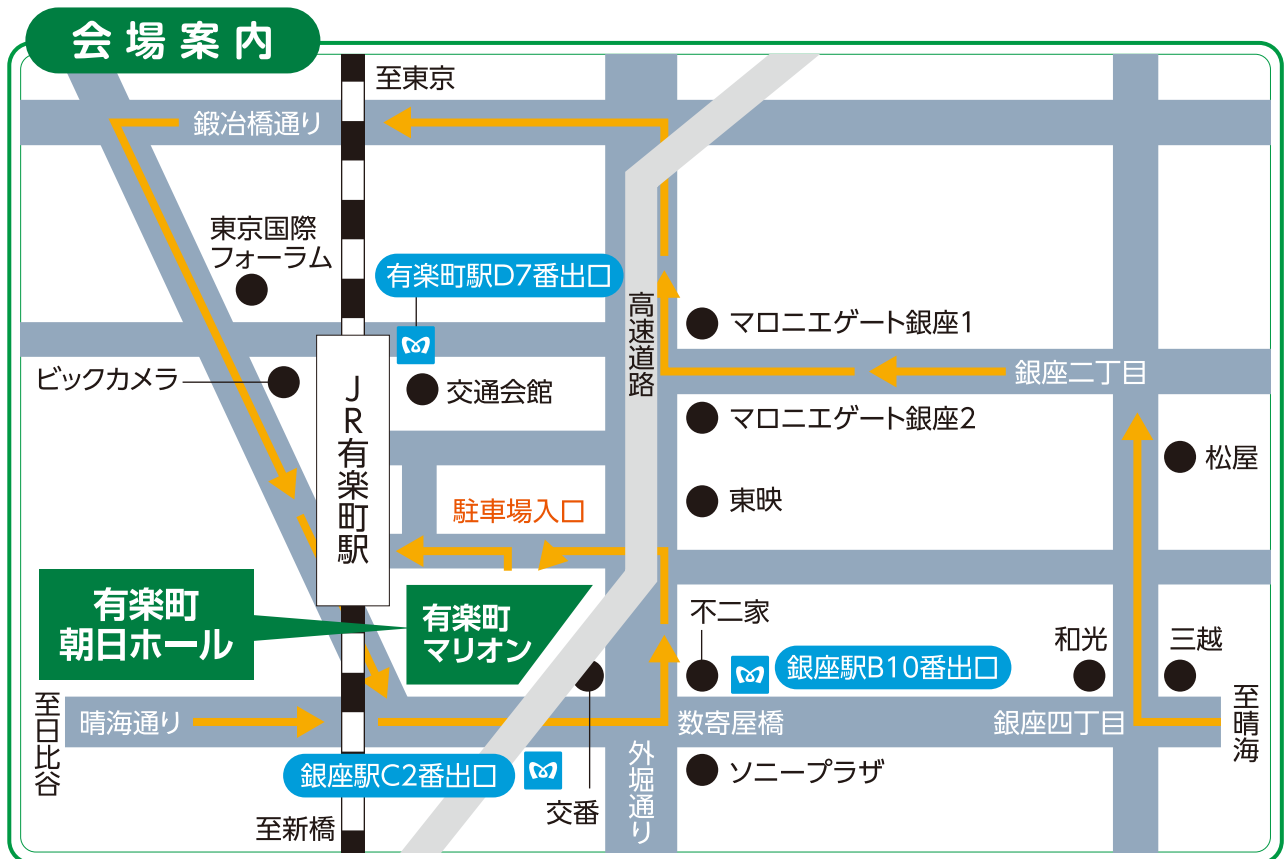 会場案内
至東京
鍛冶橋通り
東京国際
フォーラム
有楽町駅D7番出口
高速道路
マロニエゲート銀座1
ビックカメラ
JR有楽町駅
交通会館
銀座二丁目
マロニエゲート銀座2
松屋
東映
駐車場入口
有楽町
朝日ホール
有楽町
マリオン
不二家
銀座駅B10番出口
和光
三越
至日比谷
晴海通り
数寄屋橋
銀座四丁目
至晴海
銀座駅C2番出口
外堀通り
ソニープラザ
交番
至新橋